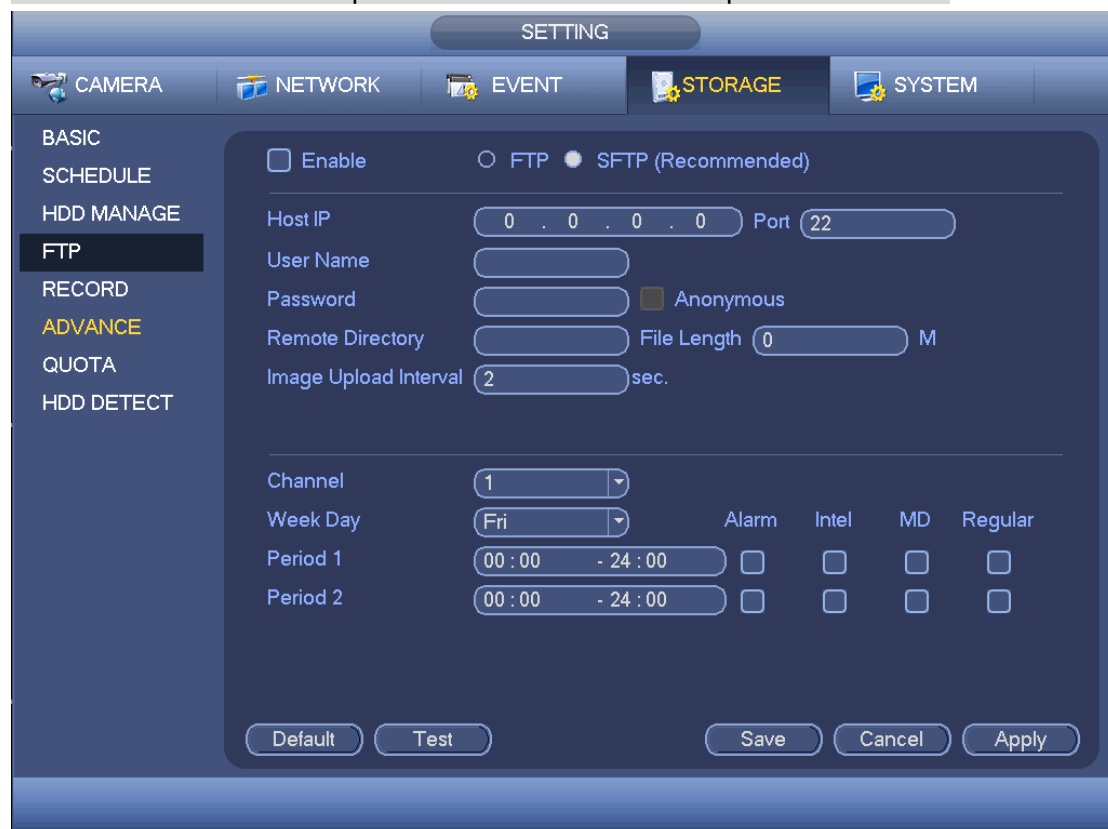 SETTING
CAMERA NETWORK EVENT STORAGE SYSTEM
BASIC
SCHEDULE
HDD MANAGE
FTP
RECORD
ADVANCE
QUOTA
HDD DETECT
Enable FTP SFTP (Recommended)
Host IP 0 . 0 . 0 . 0 Port 22
User Name
Password Anonymous
Remote Directory File Length 0 M
Image Upload Interval 2 sec.
Channel 1
Week Day Fri Alarm Intel MD Regular
Period 1 00 : 00 - 24 : 00
Period 2 00 : 00 - 24 : 00
Default Test Save Cancel Apply